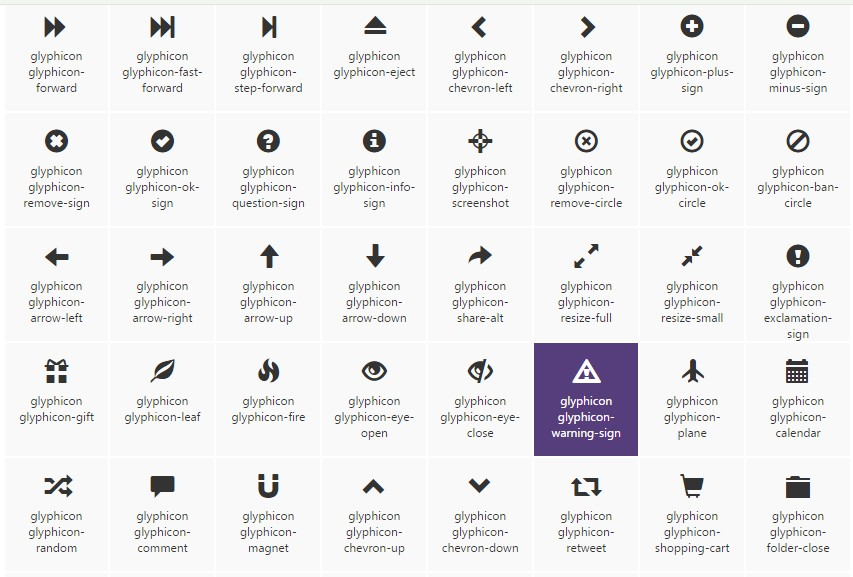 glyphicon
glyphicon-
forward
glyphicon
glyphicon-fast-
forward
glyphicon
glyphicon-
step-forward
glyphicon
glyphicon-eject
glyphicon
glyphicon-
chevron-left
glyphicon
glyphicon-
chevron-right
glyphicon
glyphicon-plus-
sign
glyphicon
glyphicon-
minus-sign
glyphicon
glyphicon-
remove-sign
glyphicon
glyphicon-ok-
sign
glyphicon
glyphicon-
question-sign
glyphicon
glyphicon-info-
sign
glyphicon
glyphicon-
screenshot
glyphicon
glyphicon-
remove-circle
glyphicon
glyphicon-ok-
circle
glyphicon
glyphicon-ban-
circle
glyphicon
glyphicon-
arrow-left
glyphicon
glyphicon-
arrow-right
glyphicon
glyphicon-
arrow-up
glyphicon
glyphicon-
arrow-down
glyphicon
glyphicon-
share-alt
glyphicon
glyphicon-
resize-full
glyphicon
glyphicon-
resize-small
glyphicon
glyphicon-
exclamation-
sign
glyphicon
glyphicon-gift
glyphicon
glyphicon-leaf
glyphicon
glyphicon-fire
glyphicon
glyphicon-eye-
open
glyphicon
glyphicon-eye-
close
glyphicon
glyphicon-
warning-sign
glyphicon
glyphicon-
plane
glyphicon
glyphicon-
calendar
glyphicon
glyphicon-
random
glyphicon
glyphicon-
comment
glyphicon
glyphicon-
magnet
glyphicon
glyphicon-
chevron-up
glyphicon
glyphicon-
chevron-down
glyphicon
glyphicon-
retweet
glyphicon
glyphicon-
shopping-cart
glyphicon
glyphicon-
folder-close